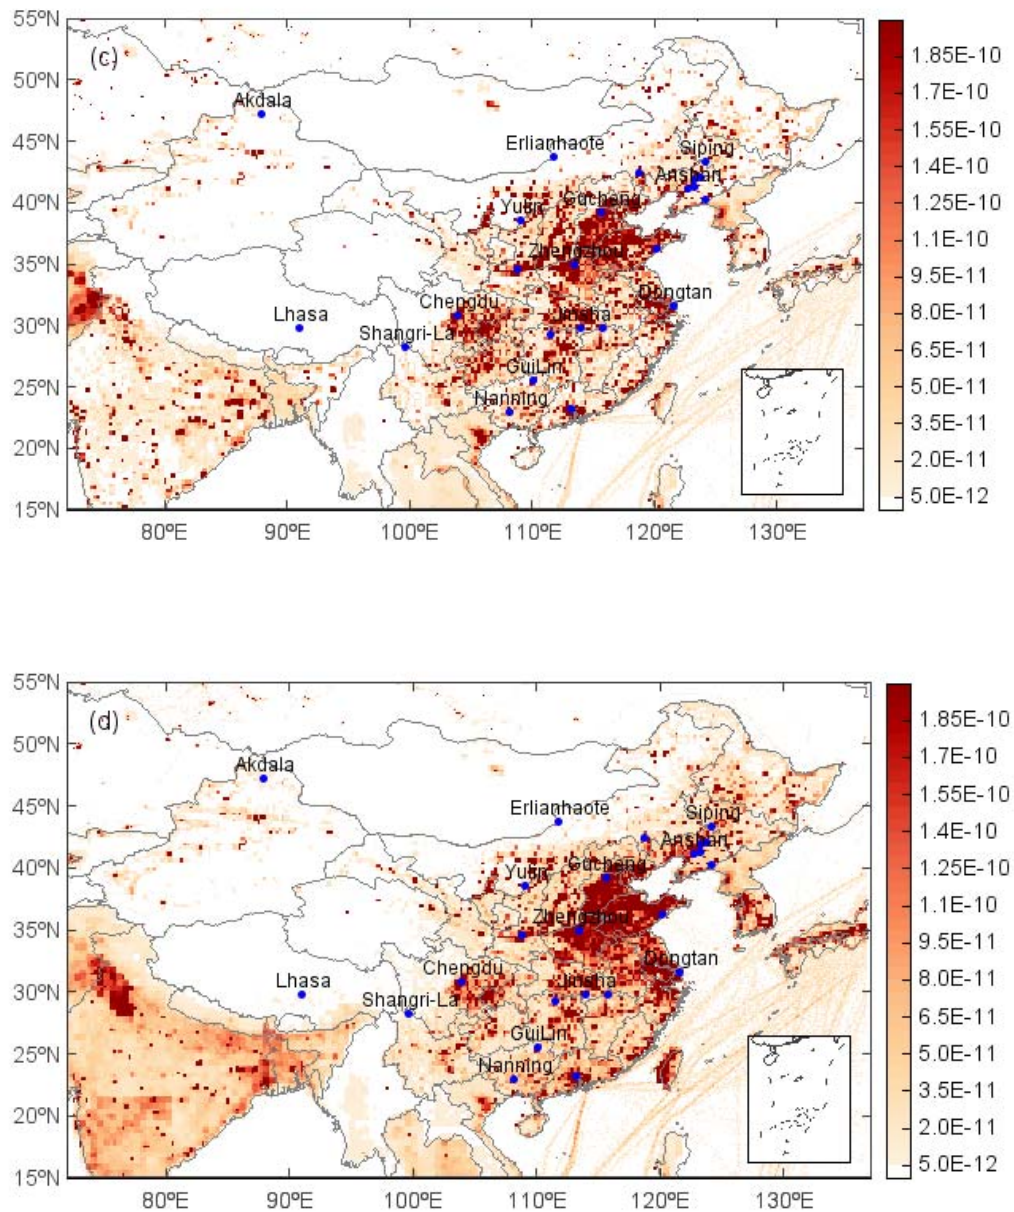 55ºN
(c)
50ºN
45ºN
40ºN
35ºN
30ºN
25ºN
20ºN
15ºN
80ºE
90ºE
100ºE
110ºE
120ºE
130ºE
Akdala
Erlianhaote
Siping
Anshan
Gucheng
Yulin
Zhengzhou
Chengdu
Dongtan
Lhasa
Jinsha
Shangri-La
GuiLin
Nanning
1.85E-10
1.7E-10
1.55E-10
1.4E-10
1.25E-10
1.1E-10
9.5E-11
8.0E-11
6.5E-11
5.0E-11
3.5E-11
2.0E-11
5.0E-12
55ºN
(d)
50ºN
45ºN
40ºN
35ºN
30ºN
25ºN
20ºN
15ºN
80ºE
90ºE
100ºE
110ºE
120ºE
130ºE
Akdala
Erlianhaote
Siping
Anshan
Gucheng
Yulin
Zhengzhou
Chengdu
Dongtan
Lhasa
Jinsha
Shangri-La
GuiLin
Nanning
1.85E-10
1.7E-10
1.55E-10
1.4E-10
1.25E-10
1.1E-10
9.5E-11
8.0E-11
6.5E-11
5.0E-11
3.5E-11
2.0E-11
5.0E-12